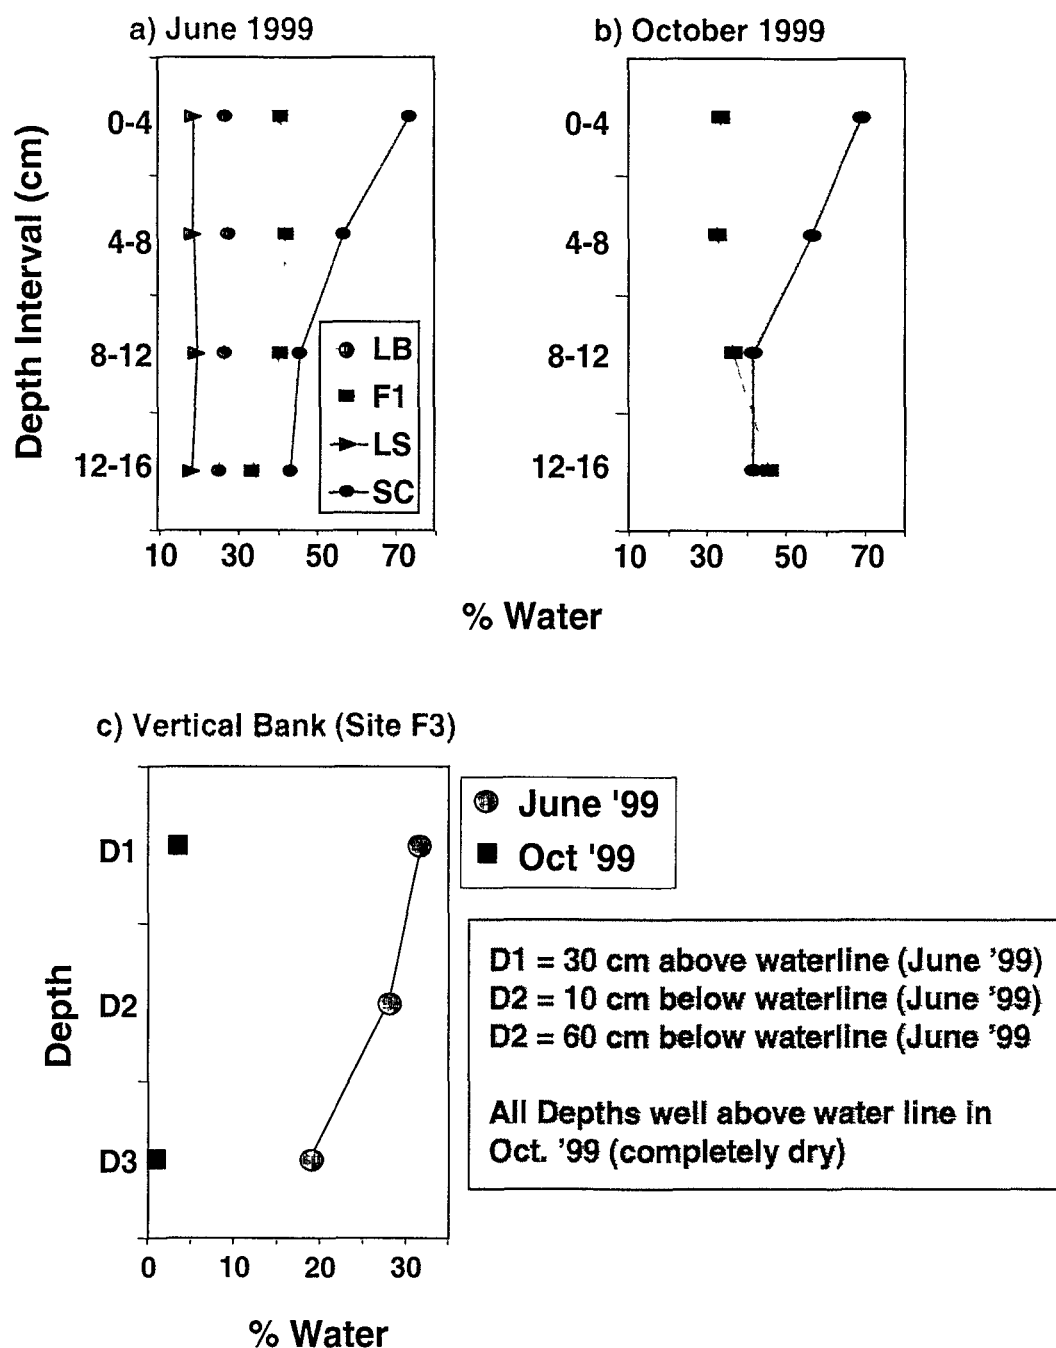 a) June 1999
b) October 1999
Depth Interval (cm)
0-4
4-8
8-12
12-16
LB
F1
LS
SC
10 30 50 70
0-4
4-8
8-12
12-16
10 30 50 70
% Water
c) Vertical Bank (Site F3)
Depth
D1
D2
D3
0 10 20 30
% Water
June '99
Oct '99
D1 = 30 cm above waterline (June '99)
D2 = 10 cm below waterline (June '99)
D2 = 60 cm below waterline (June '99
All Depths well above water line in
Oct. '99 (completely dry)